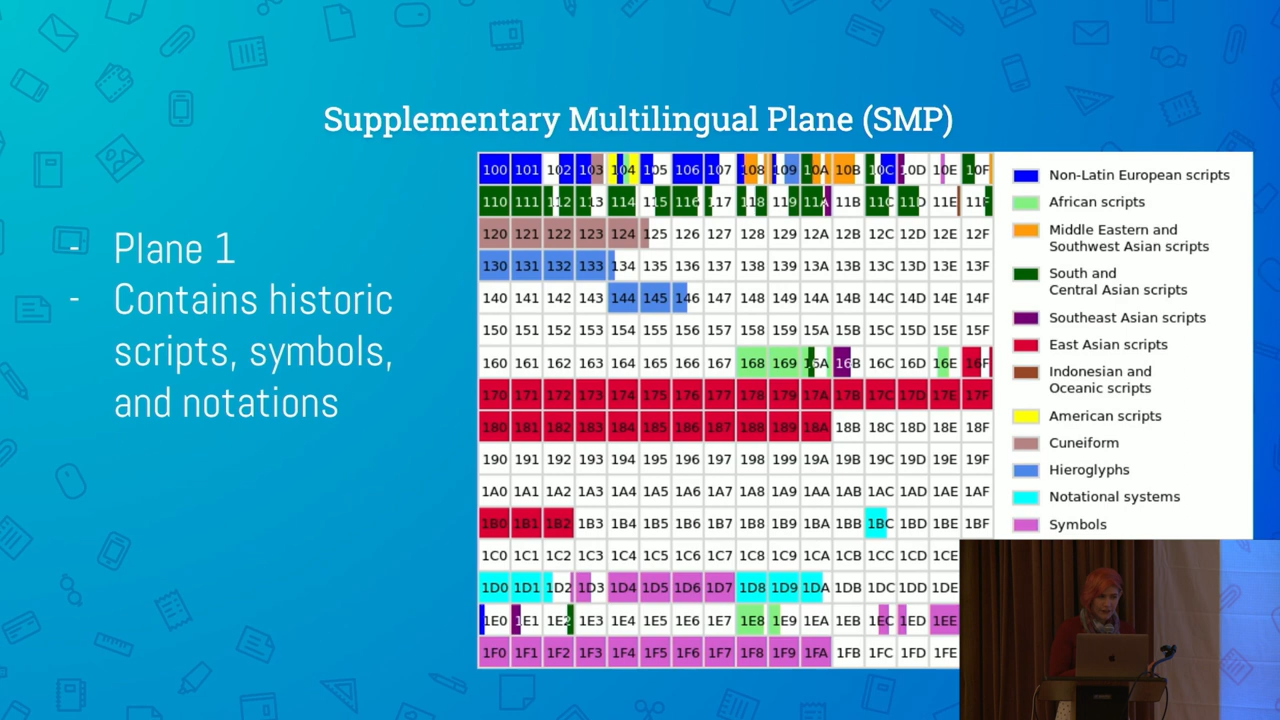 Supplementary Multilingual Plane (SMP)
- Plane 1
- Contains historic
scripts, symbols,
and notations
100 101 102 103 104 105 106 107 108 109 10A 10B 10C 10D 10E 10F
110 111 112 113 114 115 116 117 118 119 11A 11B 11C 11D 11E 11F
120 121 122 123 124 125 126 127 128 129 12A 12B 12C 12D 12E 12F
130 131 132 133 134 135 136 137 138 139 13A 13B 13C 13D 13E 13F
140 141 142 143 144 145 146 147 148 149 14A 14B 14C 14D 14E 14F
150 151 152 153 154 155 156 157 158 159 15A 15B 15C 15D 15E 15F
160 161 162 163 164 165 166 167 168 169 16A 16B 16C 16D 16E 16F
170 171 172 173 174 175 176 177 178 179 17A 17B 17C 17D 17E 17F
180 181 182 183 184 185 186 187 188 189 18A 18B 18C 18D 18E 18F
190 191 192 193 194 195 196 197 198 199 19A 19B 19C 19D 19E 19F
1A0 1A1 1A2 1A3 1A4 1A5 1A6 1A7 1A8 1A9 1AA 1AB 1AC 1AD 1AE 1AF
1B0 1B1 1B2 1B3 1B4 1B5 1B6 1B7 1B8 1B9 1BA 1BB 1BC 1BD 1BE 1BF
1C0 1C1 1C2 1C3 1C4 1C5 1C6 1C7 1C8 1C9 1CA 1CB 1CC 1CD 1CE
1D0 1D1 1D2 1D3 1D4 1D5 1D6 1D7 1D8 1D9 1DA 1DB 1DC 1DD 1DE
1E0 1E1 1E2 1E3 1E4 1E5 1E6 1E7 1E8 1E9 1EA 1EB 1EC 1ED 1EE
1F0 1F1 1F2 1F3 1F4 1F5 1F6 1F7 1F8 1F9 1FA 1FB 1FC 1FD 1FE
Non-Latin European scripts
African scripts
Middle Eastern and
Southwest Asian scripts
South and
Central Asian scripts
Southeast Asian scripts
East Asian scripts
Indonesian and
Oceanic scripts
American scripts
Cuneiform
Hieroglyphs
Notational systems
Symbols